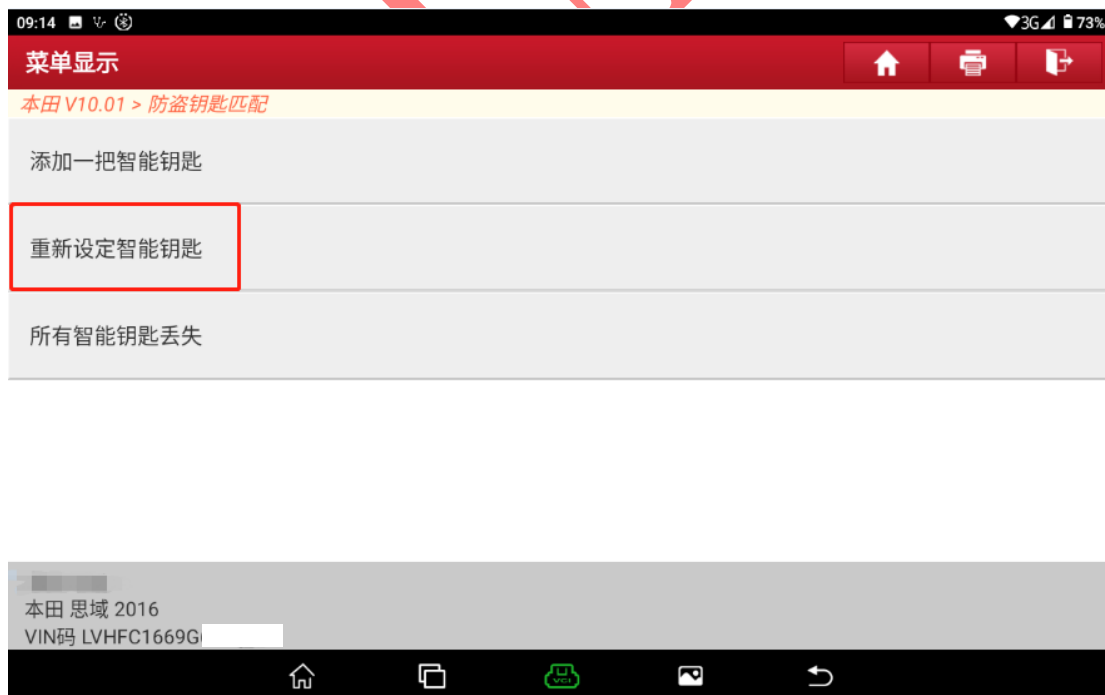 09:14 3G 73%
菜单显示
本田 V10.01 > 防盗钥匙匹配
添加一把智能钥匙
重新设定智能钥匙
所有智能钥匙丢失
本田 思域 2016
VIN码 LVHFC1669G
VCI